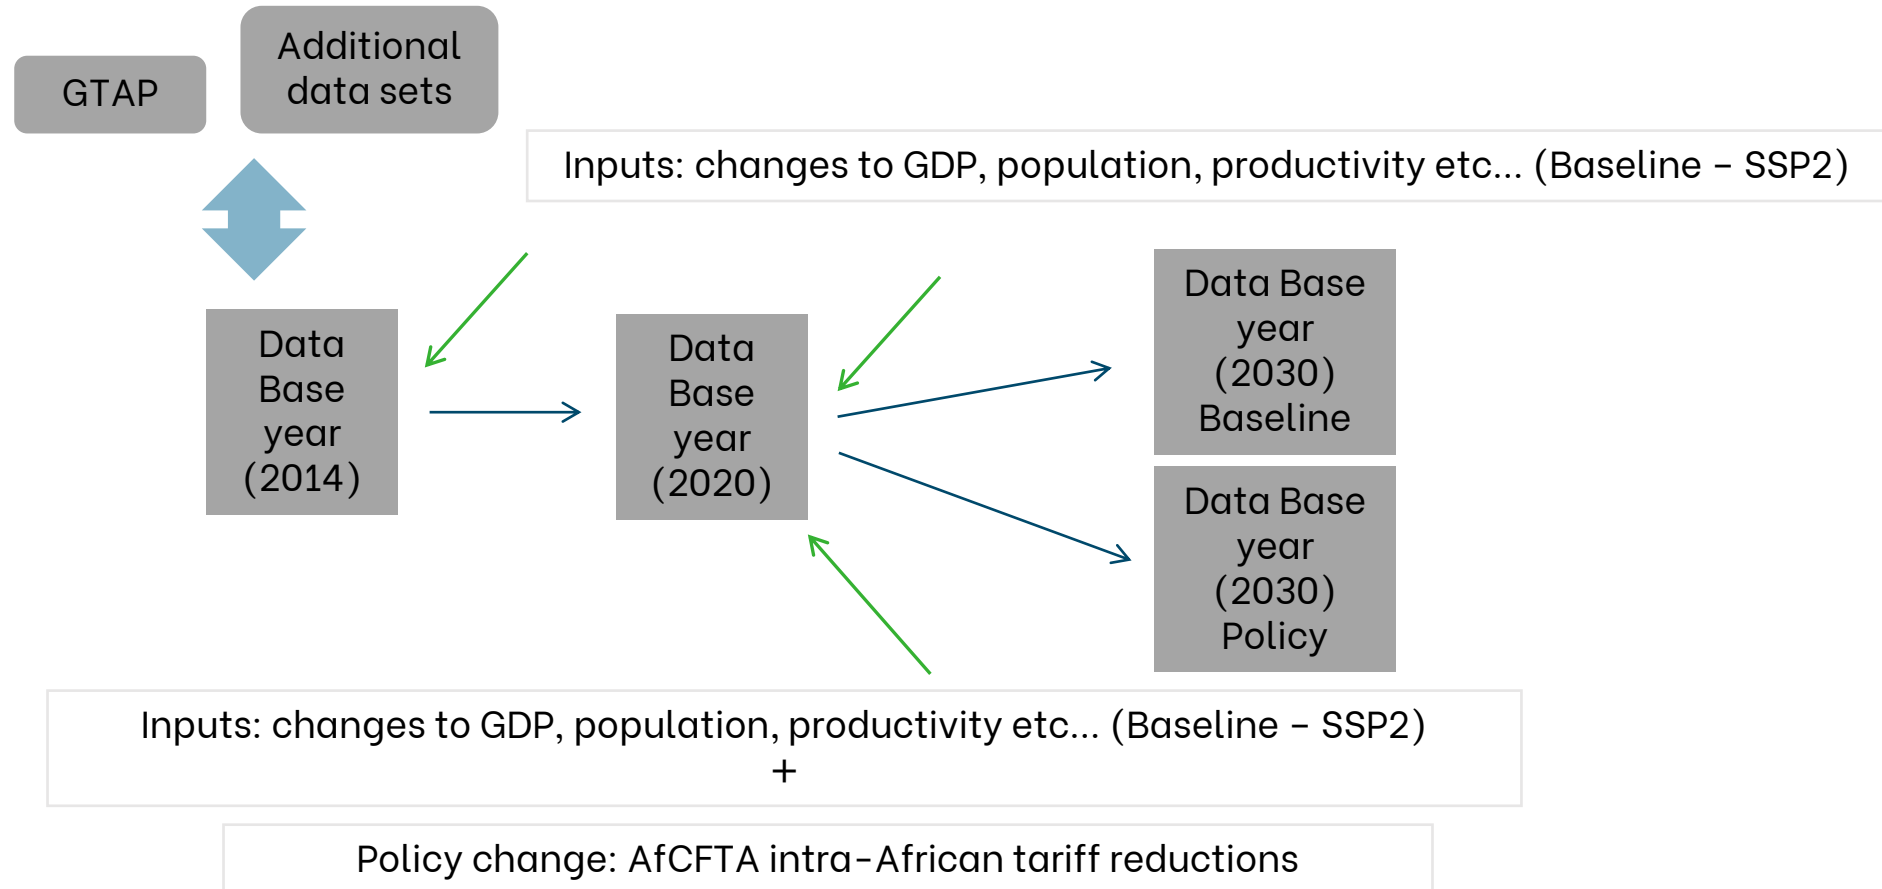 GTAP
Additional
data sets
Inputs: changes to GDP, population, productivity etc... (Baseline – SSP2)
Data
Base
year
(2014)
Data
Base
year
(2020)
Data Base
year
(2030)
Baseline
Data Base
year
(2030)
Policy
Inputs: changes to GDP, population, productivity etc... (Baseline – SSP2)
+
Policy change: AfCFTA intra-African tariff reductions